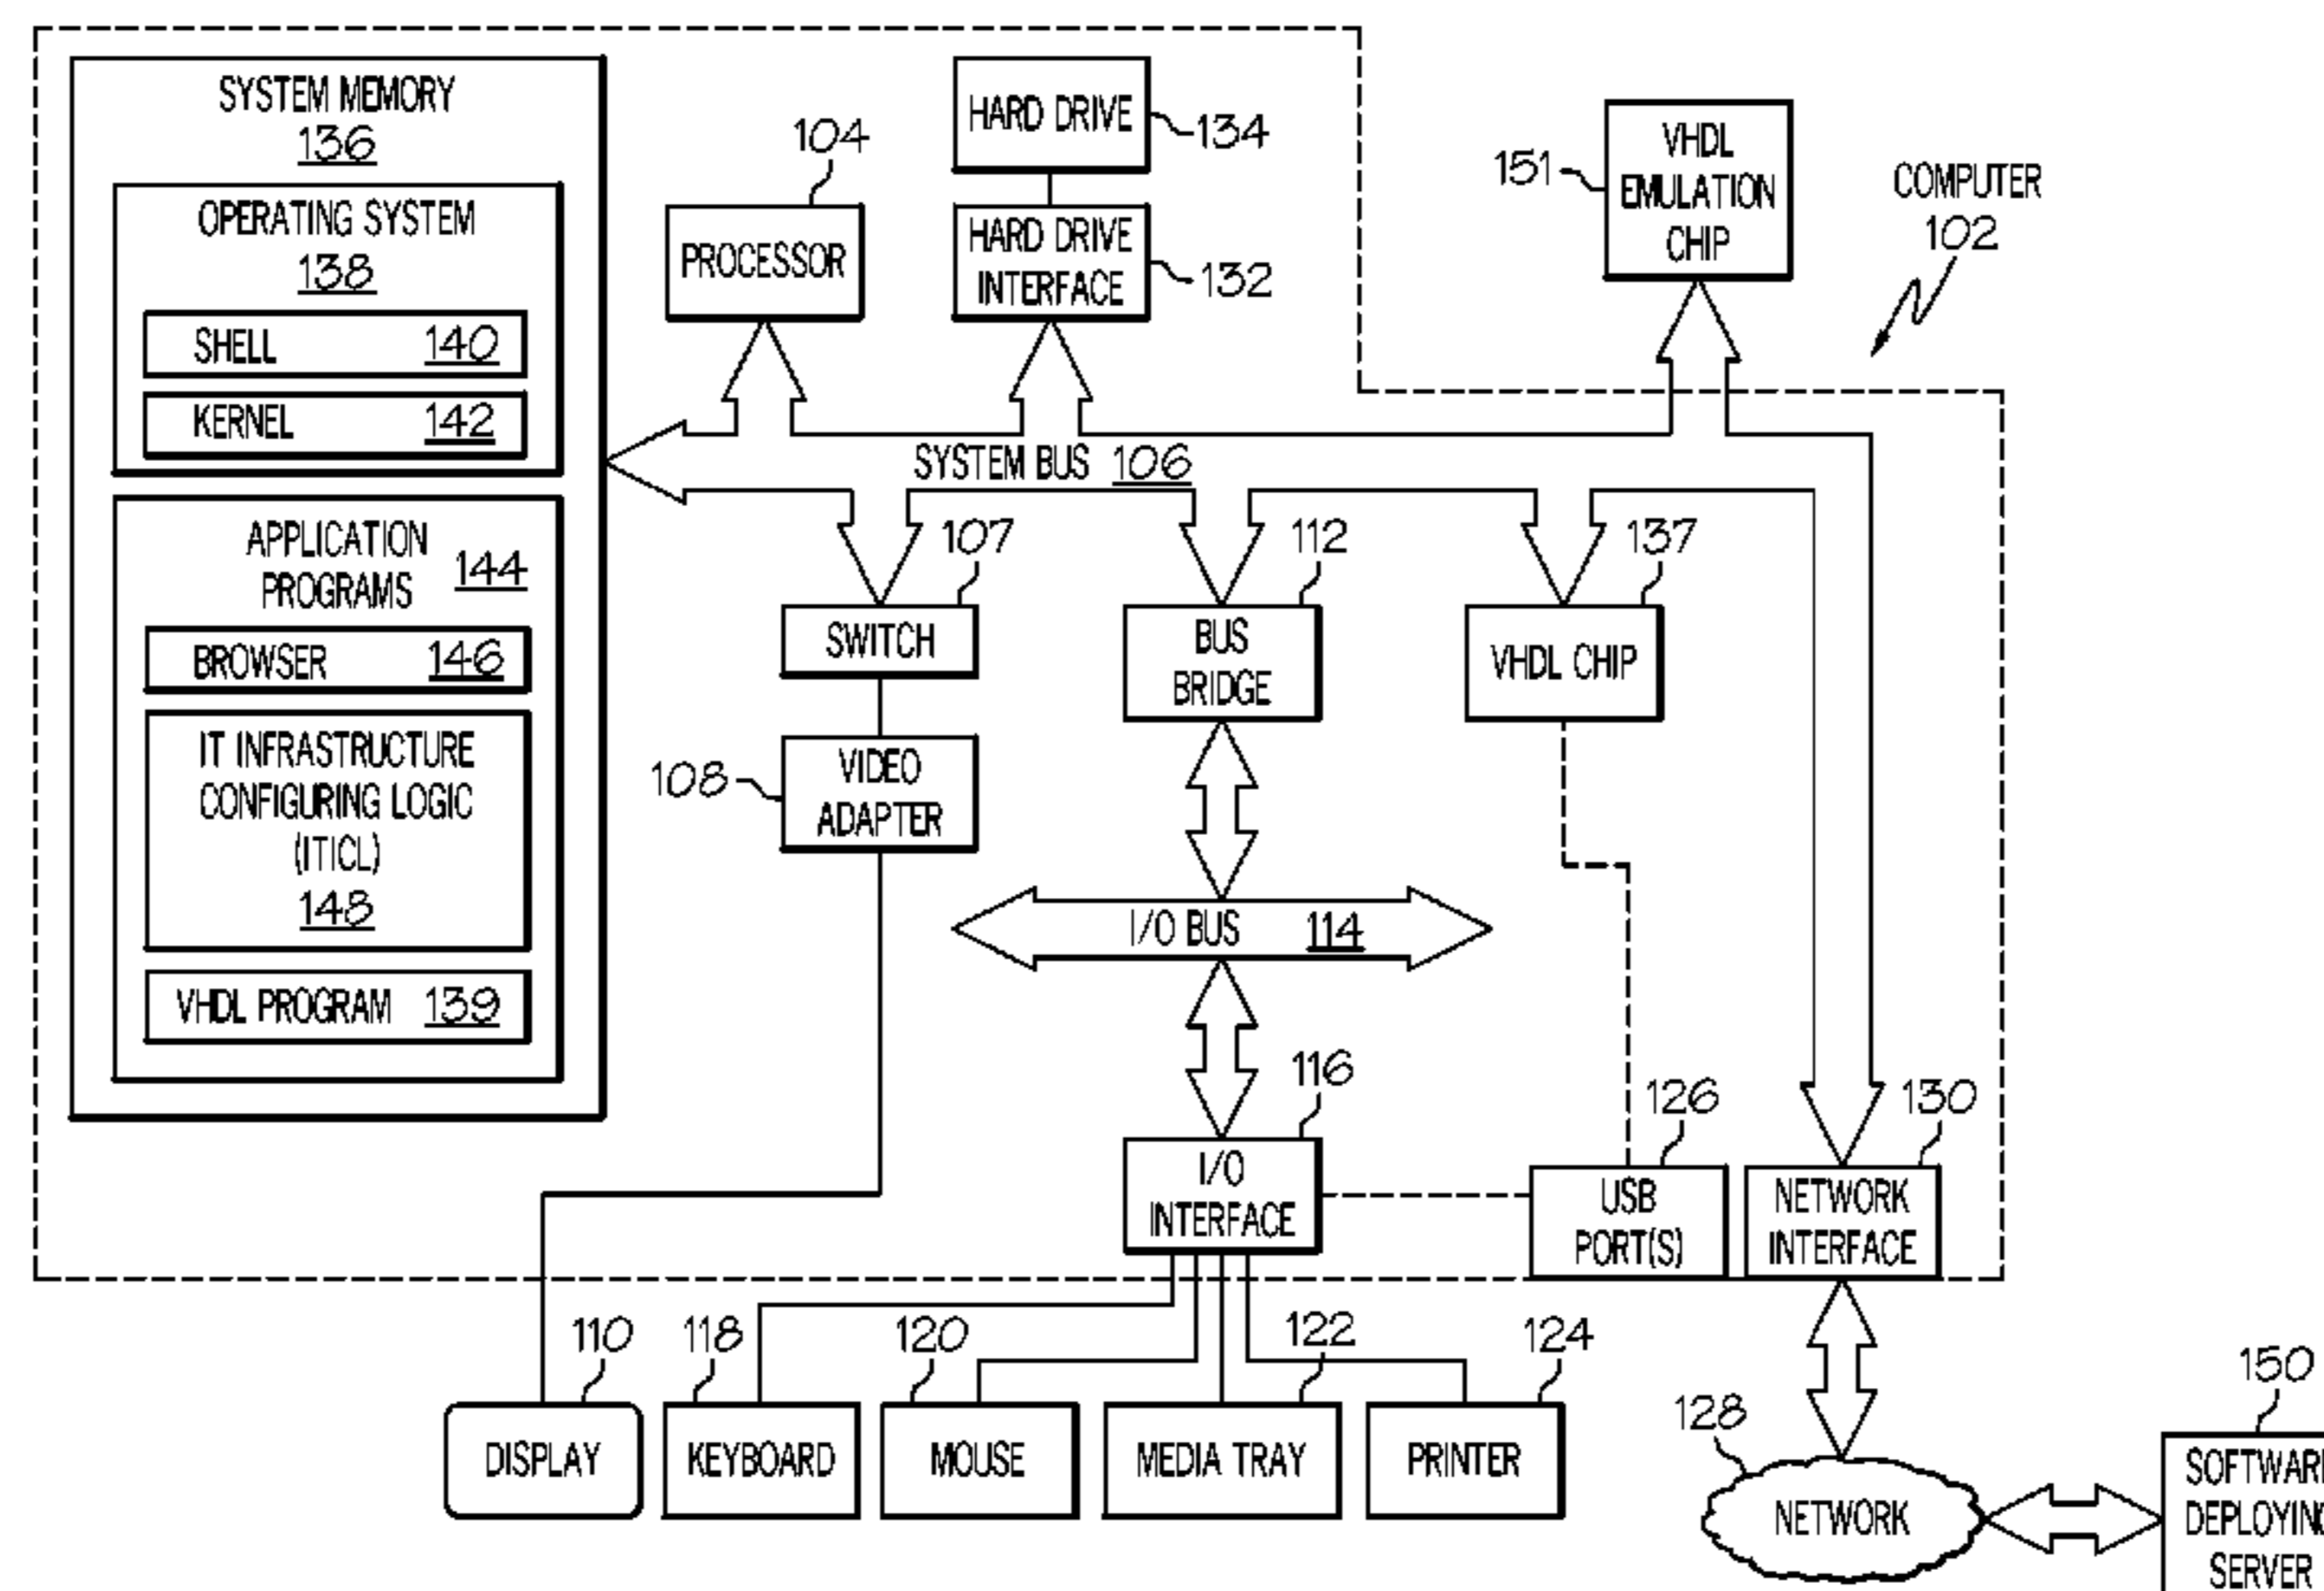 SYSTEM MEMORY
136
OPERATING SYSTEM
138
SHELL 140
KERNEL 142
APPLICATION
PROGRAMS 144
BROWSER 146
IT INFRASTRUCTURE
CONFIGURING LOGIC
(ITICL)
148
VHDL PROGRAM 139
104
PROCESSOR
HARD DRIVE
134
HARD DRIVE
INTERFACE
132
151
VHDL
EMULATION
CHIP
COMPUTER
102
SYSTEM BUS 106
107
SWITCH
112
BUS
BRIDGE
137
VHDL CHIP
108
VIDEO
ADAPTER
I/O BUS 114
116
I/O
INTERFACE
126
USB
PORT(S)
130
NETWORK
INTERFACE
110
DISPLAY
118
KEYBOARD
120
MOUSE
122
MEDIA TRAY
124
PRINTER
128
NETWORK
150
SOFTWAR
DEPLOYIN
SERVER